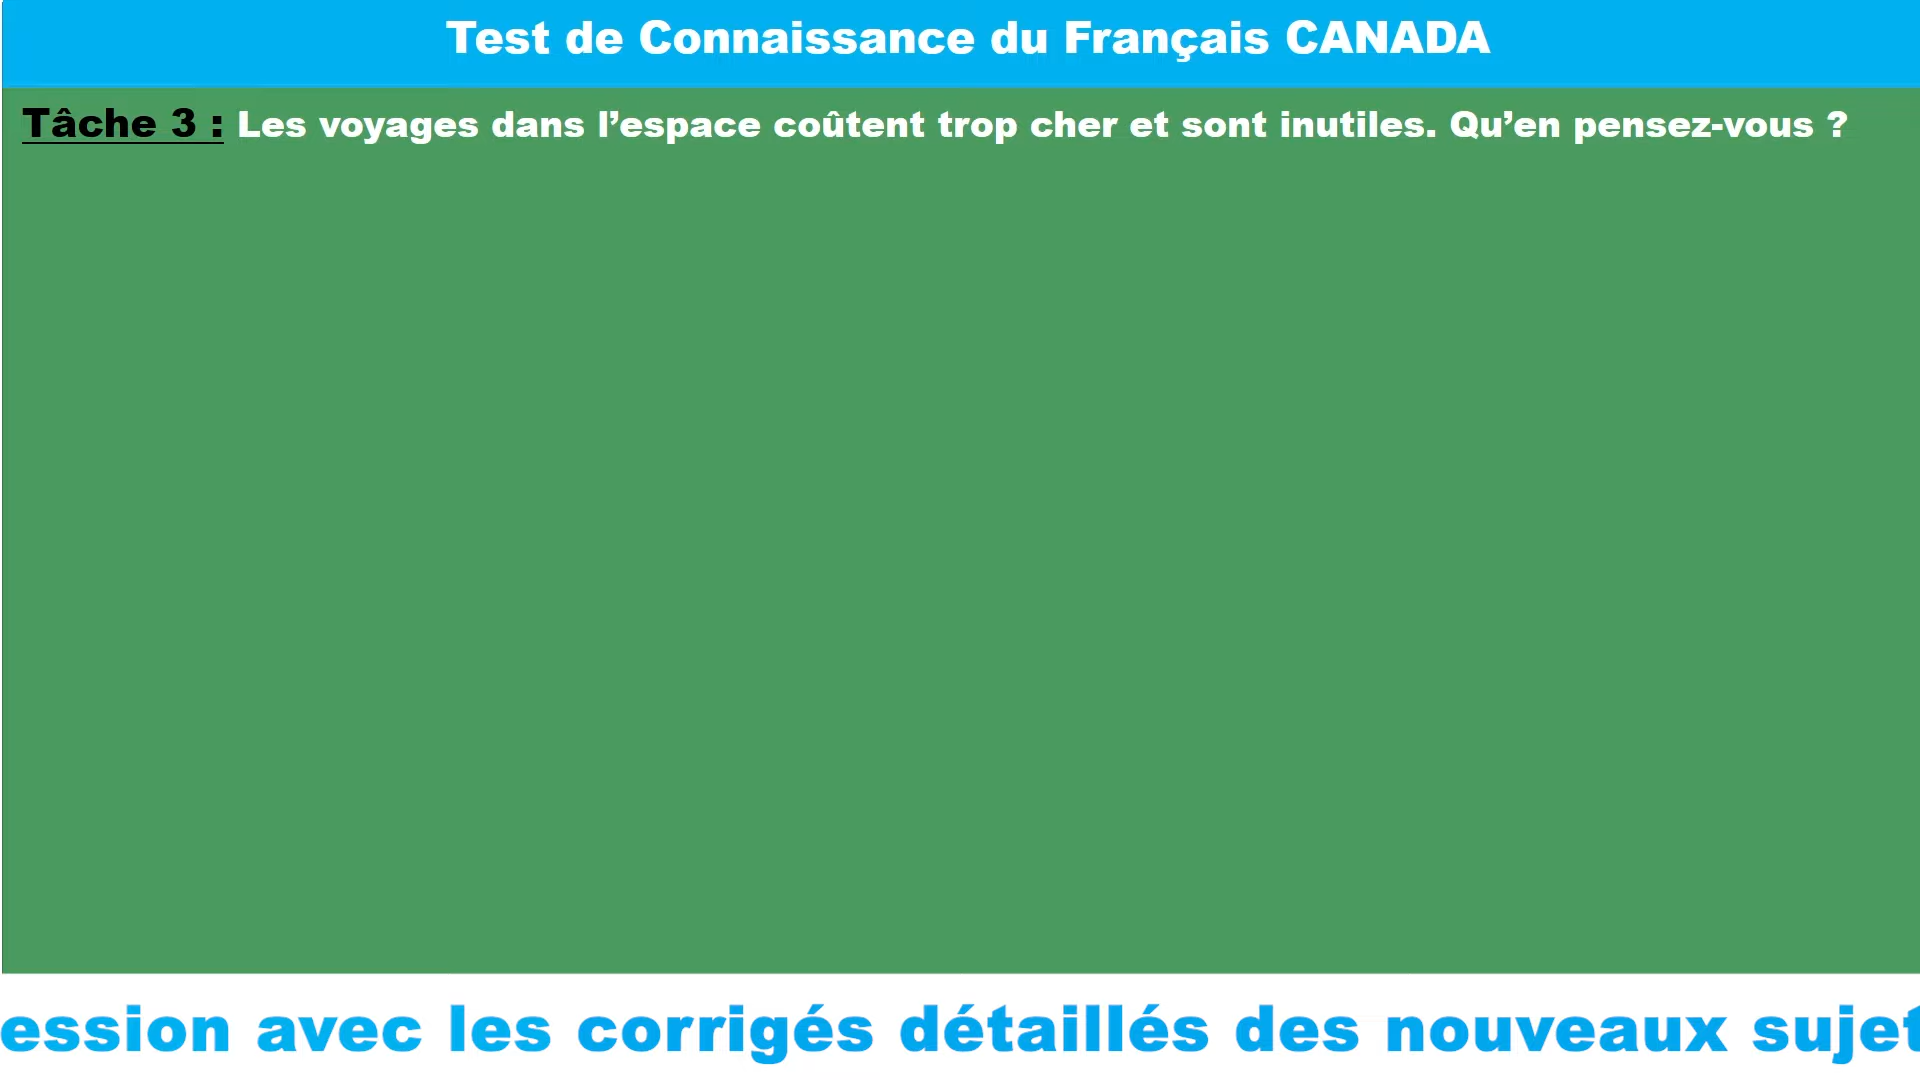 Test de Connaissance du Français CANADA
Tâche 3 : Les voyages dans l’espace coûtent trop cher et sont inutiles. Qu’en pensez-vous ?
ession avec les corrigés détaillés des nouveaux sujet